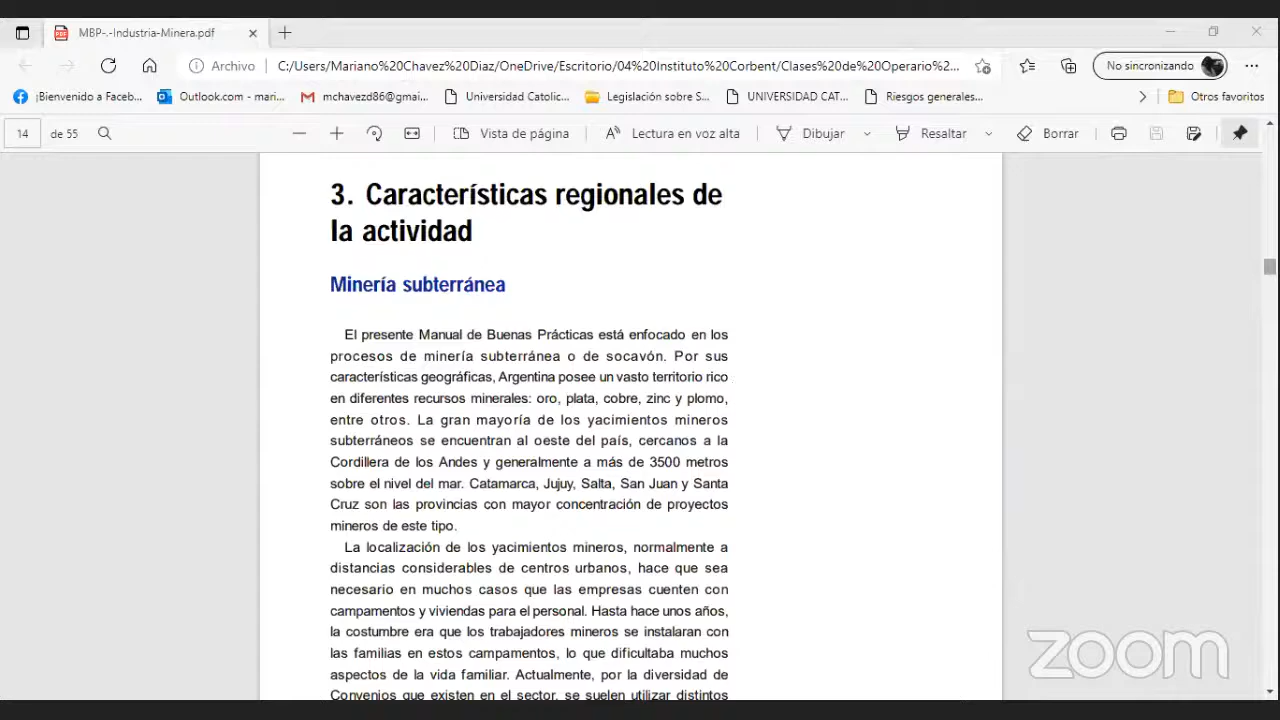 MBP-.-Industria-Minera.pdf
Archivo C:/Users/Mariano%20Chavez%20Diaz/OneDrive/Escritorio/04%20Instituto%20Corbent/Clases%20de%20Operario%2... No sincronizando
¡Bienvenido a Faceb... Outlook.com - mari... mchavezd86@gmai... Universidad Catolic... Legislación sobre S... UNIVERSIDAD CAT... Riesgos generales... Otros favoritos
14 de 55 Vista de página Lectura en voz alta Dibujar Resaltar Borrar
3. Características regionales de
la actividad
Minería subterránea
El presente Manual de Buenas Prácticas está enfocado en los
procesos de minería subterránea o de socavón. Por sus
características geográficas, Argentina posee un vasto territorio rico
en diferentes recursos minerales: oro, plata, cobre, zinc y plomo,
entre otros. La gran mayoría de los yacimientos mineros
subterráneos se encuentran al oeste del país, cercanos a la
Cordillera de los Andes y generalmente a más de 3500 metros
sobre el nivel del mar. Catamarca, Jujuy, Salta, San Juan y Santa
Cruz son las provincias con mayor concentración de proyectos
mineros de este tipo.
La localización de los yacimientos mineros, normalmente a
distancias considerables de centros urbanos, hace que sea
necesario en muchos casos que las empresas cuenten con
campamentos y viviendas para el personal. Hasta hace unos años,
la costumbre era que los trabajadores mineros se instalaran con
las familias en estos campamentos, lo que dificultaba muchos
aspectos de la vida familiar. Actualmente, por la diversidad de
Convenios que existen en el sector, se suelen utilizar distintos
zoom